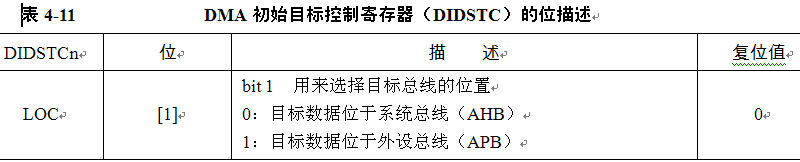 表 4-11 DMA 初始目标控制寄存器（DIDSTC）的位描述
DIDSTCn 位 描 述 复位值
LOC [1] bit 1 用来选择目标总线的位置
0：目标数据位于系统总线（AHB）
1：目标数据位于外设总线（APB） 0